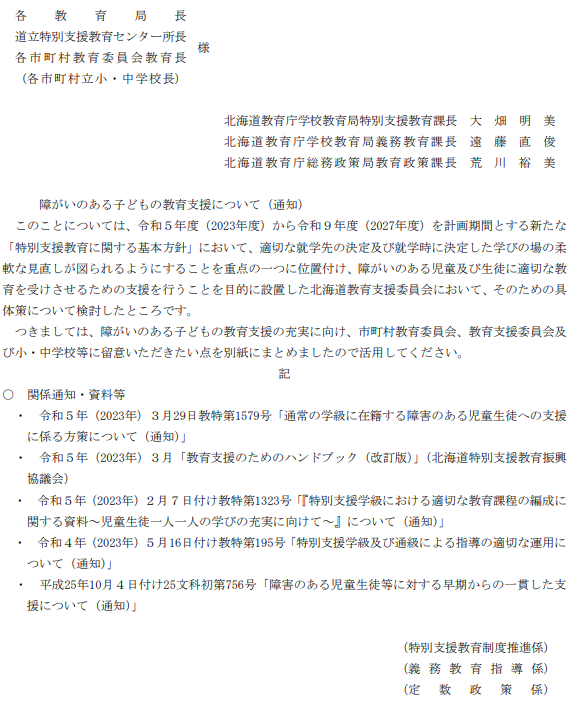 各教育局長
道立特別支援教育センター所長
各市町村教育委員会教育長
（各市町村立小・中学校長）
様
北海道教育庁学校教育局特別支援教育課長　大　畑　明　美
北海道教育庁学校教育局義務教育課長　遠　藤　直　俊
北海道教育庁総務政策局教育政策課長　荒　川　裕　美
障がいのある子どもの教育支援について（通知）
このことについては、令和５年度（2023年度）から令和９年度（2027年度）を計画期間とする新たな
「特別支援教育に関する基本方針」において、適切な就学先の決定及び就学時に決定した学びの場の柔
軟な見直しが図られるようにすることを重点の一つに位置付け、障がいのある児童及び生徒に適切な教
育を受けさせるための支援を行うことを目的に設置した北海道教育支援委員会において、そのための具
体策について検討したところです。
つきましては、障がいのある子どもの教育支援の充実に向け、市町村教育委員会、教育支援委員会及
び小・中学校等に留意いただきたい点を別紙にまとめましたので活用してください。
記
○　関係通知・資料等
・　令和５年（2023年）３月29日教特第1579号「通常の学級に在籍する障害のある児童生徒への支援
に係る方策について（通知）」
・　令和５年（2023年）３月「教育支援のためのハンドブック（改訂版）」（北海道特別支援教育振興
協議会）
・　令和５年（2023年）２月７日付け教特第1323号「『特別支援学級における適切な教育課程の編成に
関する資料～児童生徒一人一人の学びの充実に向けて～』について（通知）」
・　令和４年（2023年）５月16日付け教特第195号「特別支援学級及び通級による指導の適切な運用に
ついて（通知）」
・　平成25年10月４日付け25文科初第756号「障害のある児童生徒等に対する早期からの一貫した支
援について（通知）」
（特別支援教育制度推進係）
（義務教育指導係）
（定数政策係）